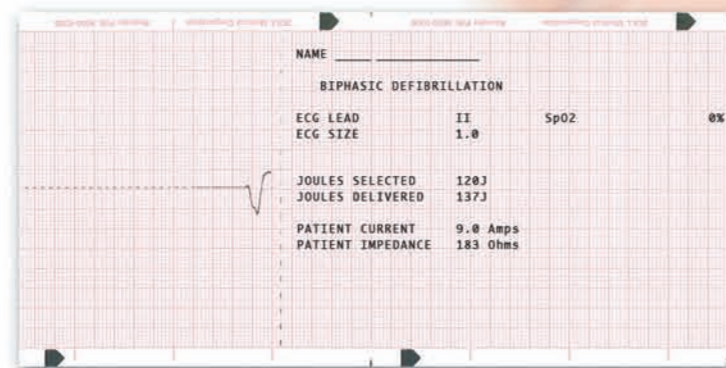 NAME
BIPHASIC DEFIBRILLATION
ECG LEAD II SpO2 0%
ECG SIZE 1.0
JOULES SELECTED 120J
JOULES DELIVERED 137J
PATIENT CURRENT 9.0 Amps
PATIENT IMPEDANCE 183 Ohms